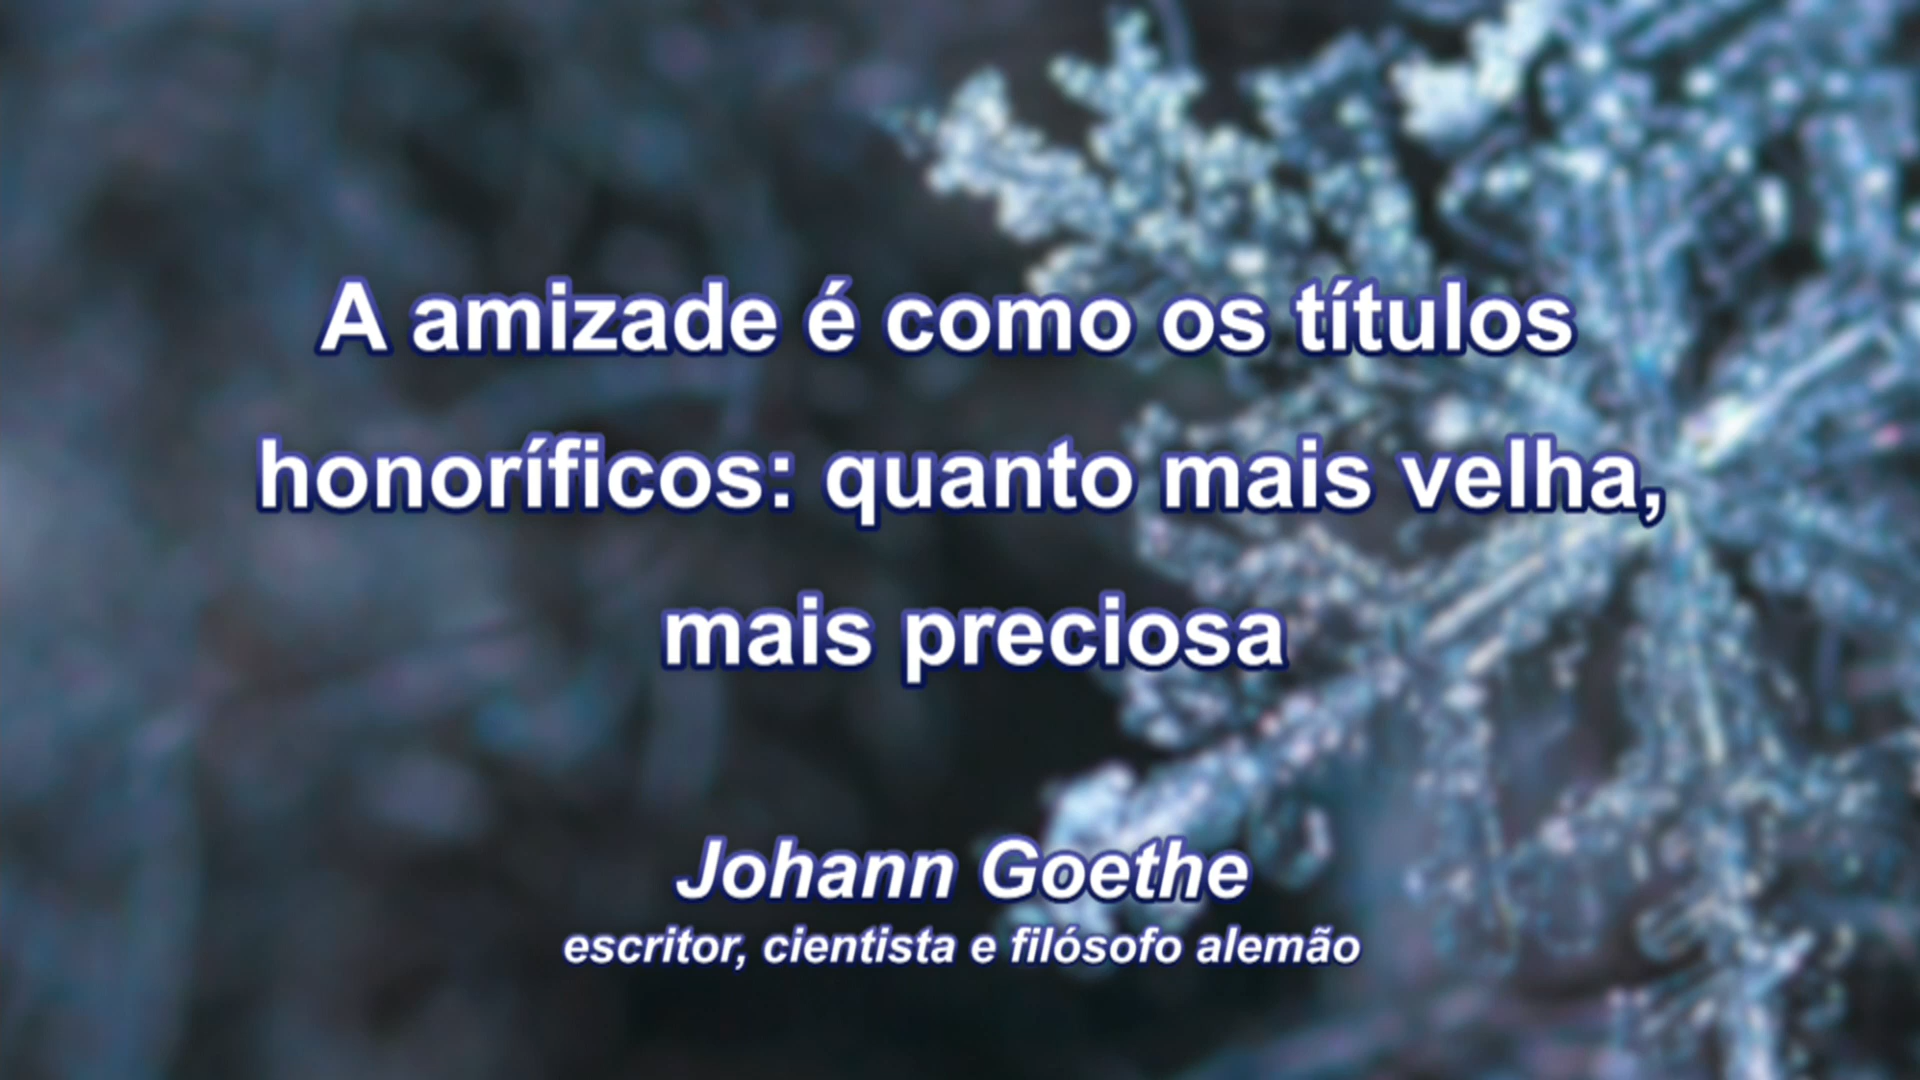 A amizade é como os títulos
honoríficos: quanto mais velha,
mais preciosa
Johann Goethe
escritor, cientista e filósofo alemão